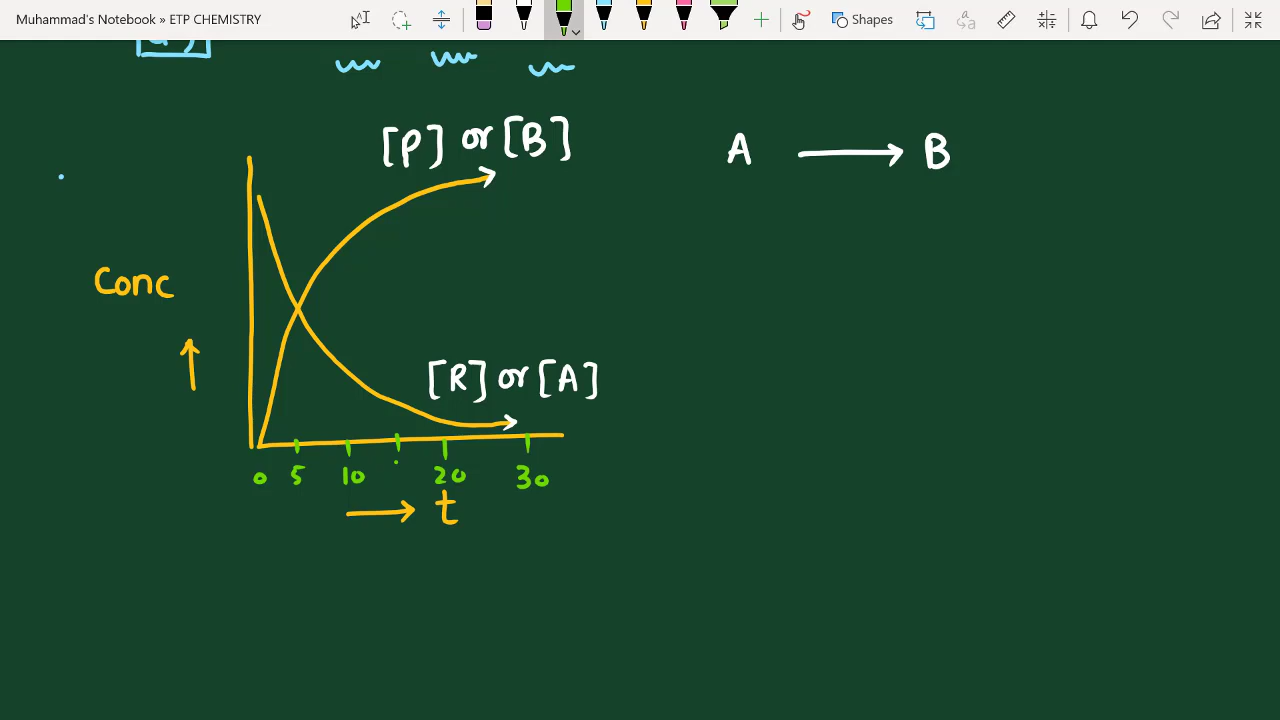 Muhammad's Notebook » ETP CHEMISTRY
Shapes
[P] or [B]
A → B
Conc
↑
[R] or [A]
0 5 10 20 30
→ t